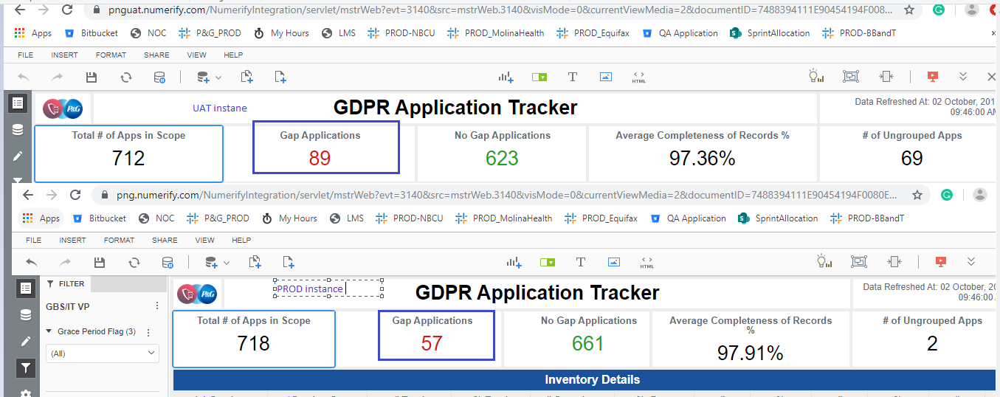 pnguat.numerify.com/NumerifyIntegration/servlet/mstrWeb?evt=3140&src=mstrWeb.3140&visMode=0&currentViewMedia=2&documentID=7488394111E90454194F008...
Apps Bitbucket NOC P&G_PROD My Hours LMS PROD-NBCU PROD_MolinaHealth PROD_Equifax QA Application SprintAllocation PROD-BBandT
FILE INSERT FORMAT SHARE VIEW HELP
T
HTML
P&G
UAT instane
GDPR Application Tracker
Data Refreshed At: 02 October, 201
09:46:00 AM
Total # of Apps in Scope
712
Gap Applications
89
No Gap Applications
623
Average Completeness of Records %
97.36%
# of Ungrouped Apps
69
png.numerify.com/NumerifyIntegration/servlet/mstrWeb?evt=3140&src=mstrWeb.3140&visMode=0&currentViewMedia=2&documentID=7488394111E90454194F0080E...
Apps Bitbucket NOC P&G_PROD My Hours LMS PROD-NBCU PROD_MolinaHealth PROD_Equifax QA Application SprintAllocation PROD-BBandT
FILE INSERT FORMAT SHARE VIEW HELP
T
HTML
FILTER
GBS/IT VP
Grace Period Flag (3)
(All)
P&G
PROD instance
GDPR Application Tracker
Data Refreshed At: 02 October, 20
09:46:00
Total # of Apps in Scope
718
Gap Applications
57
No Gap Applications
661
Average Completeness of Records
%
97.91%
# of Ungrouped Apps
2
Inventory Details